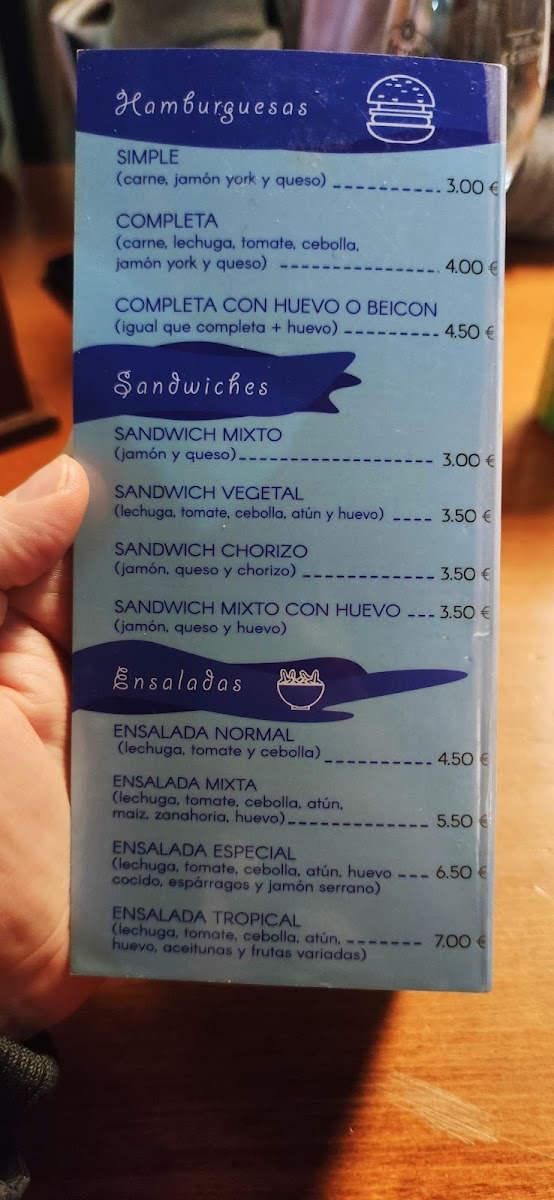 Hamburguesas
SIMPLE
(carne, jamón york y queso) 3.00 €
COMPLETA
(carne, lechuga, tomate, cebolla,
jamón york y queso) 4.00 €
COMPLETA CON HUEVO O BEICON
(igual que completa + huevo) 4.50 €
Sandwiches
SANDWICH MIXTO
(jamón y queso) 3.00 €
SANDWICH VEGETAL
(lechuga, tomate, cebolla, atún y huevo) 3.50 €
SANDWICH CHORIZO
(jamón, queso y chorizo) 3.50 €
SANDWICH MIXTO CON HUEVO 3.50 €
(jamón, queso y huevo)
Ensaladas
ENSALADA NORMAL
(lechuga, tomate y cebolla) 4.50 €
ENSALADA MIXTA
(lechuga, tomate, cebolla, atún,
maiz, zanahoria, huevo) 5.50 €
ENSALADA ESPECIAL
(lechuga, tomate, cebolla, atún, huevo 6.50 €
cocido, espárragos y jamón serrano)
ENSALADA TROPICAL
(lechuga, tomate, cebolla, atún, 7.00 €
huevo, aceitunas y frutas variadas)